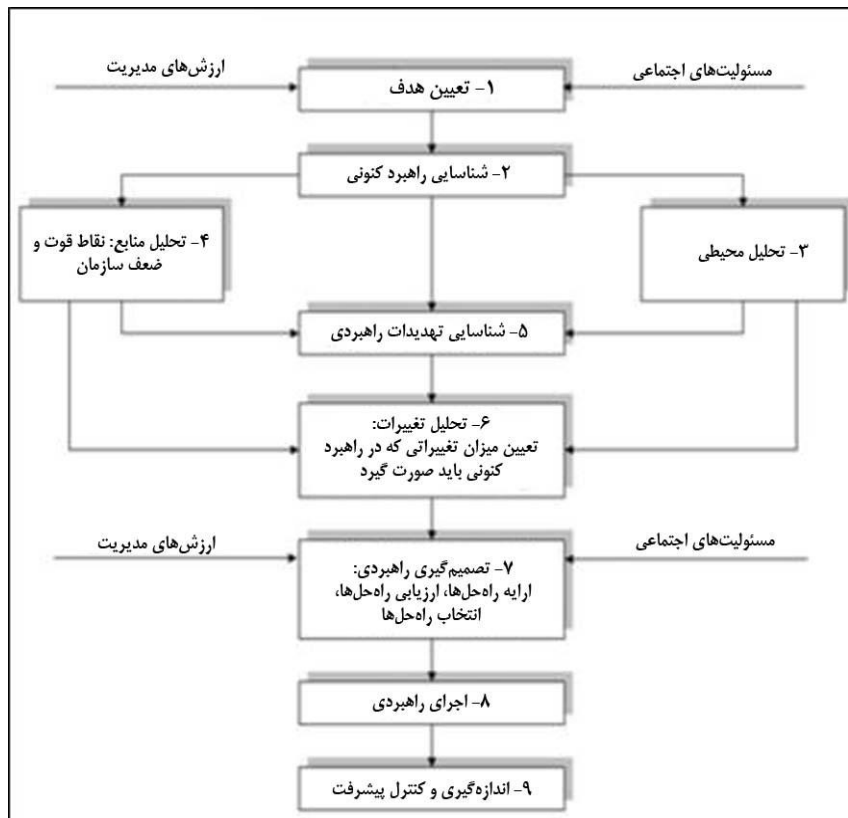 مسئولیت‌های اجتماعی
ارزش‌های مدیریت
۱- تعیین هدف
۲- شناسایی راهبرد کنونی
۳- تحلیل محیطی
۴- تحلیل منابع: نقاط قوت و
ضعف سازمان
۵- شناسایی تهدیدات راهبردی
۶- تحلیل تغییرات:
تعیین میزان تغییراتی که در راهبرد
کنونی باید صورت گیرد
مسئولیت‌های اجتماعی
ارزش‌های مدیریت
۷- تصمیم‌گیری راهبردی:
ارایه راه‌حل‌ها، ارزیابی راه‌حل‌ها،
انتخاب راه‌حل‌ها
۸- اجرای راهبردی
۹- اندازه‌گیری و کنترل پیشرفت